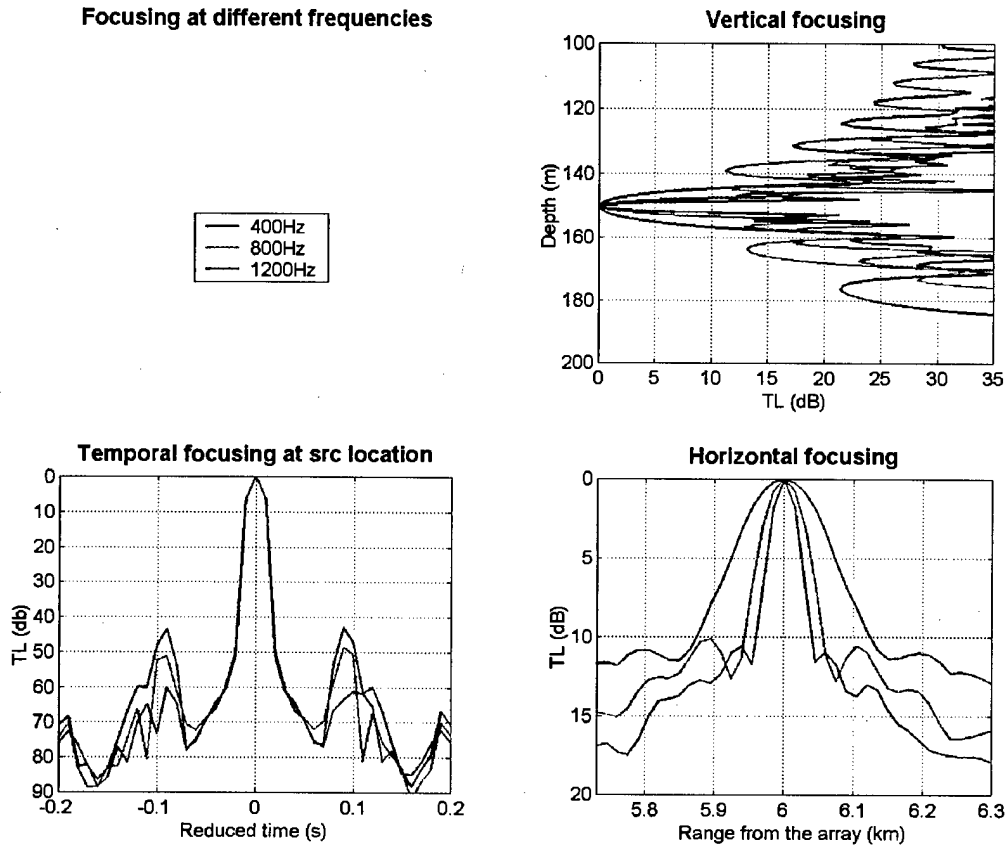 Focusing at different frequencies
400Hz
800Hz
1200Hz
Vertical focusing
100
120
140
160
180
200
Depth (m)
0 5 10 15 20 25 30 35
TL (dB)
Temporal focusing at src location
0
10
20
30
40
50
60
70
80
90
TL (db)
-0.2 -0.1 0 0.1 0.2
Reduced time (s)
Horizontal focusing
0
5
10
15
20
TL (dB)
5.8 5.9 6 6.1 6.2 6.3
Range from the array (km)